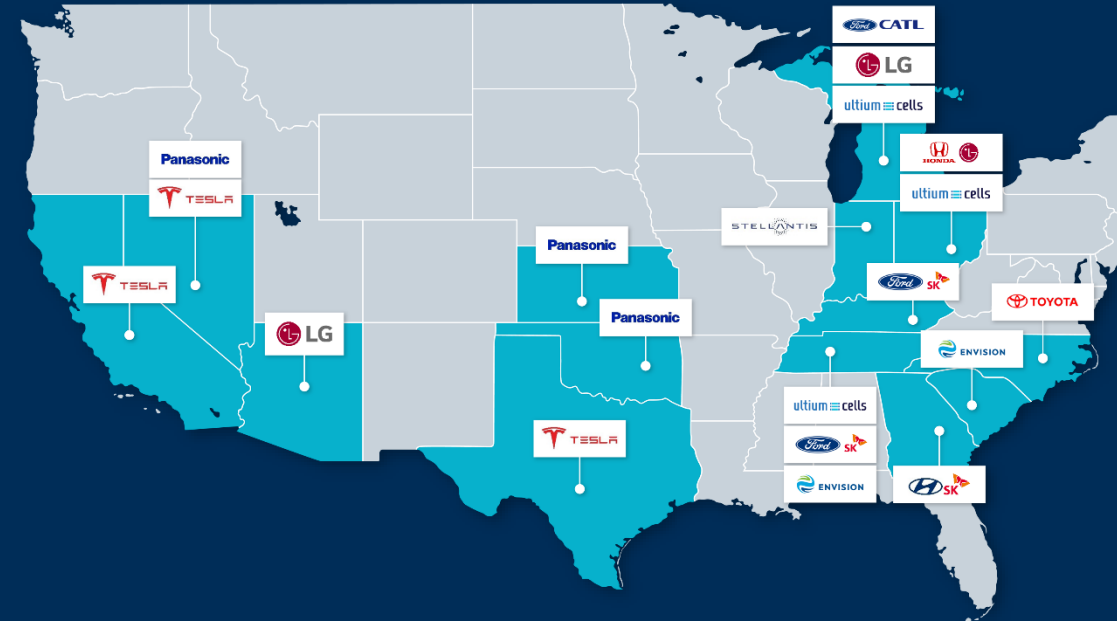 Ford CATL
LG
ultium cells
Panasonic
TESLA
HONDA LG
ultium cells
STELLANTIS
Panasonic
TESLA
Ford SK
TOYOTA
Panasonic
LG
ENVISION
ultium cells
TESLA
Ford SK
ENVISION
SK